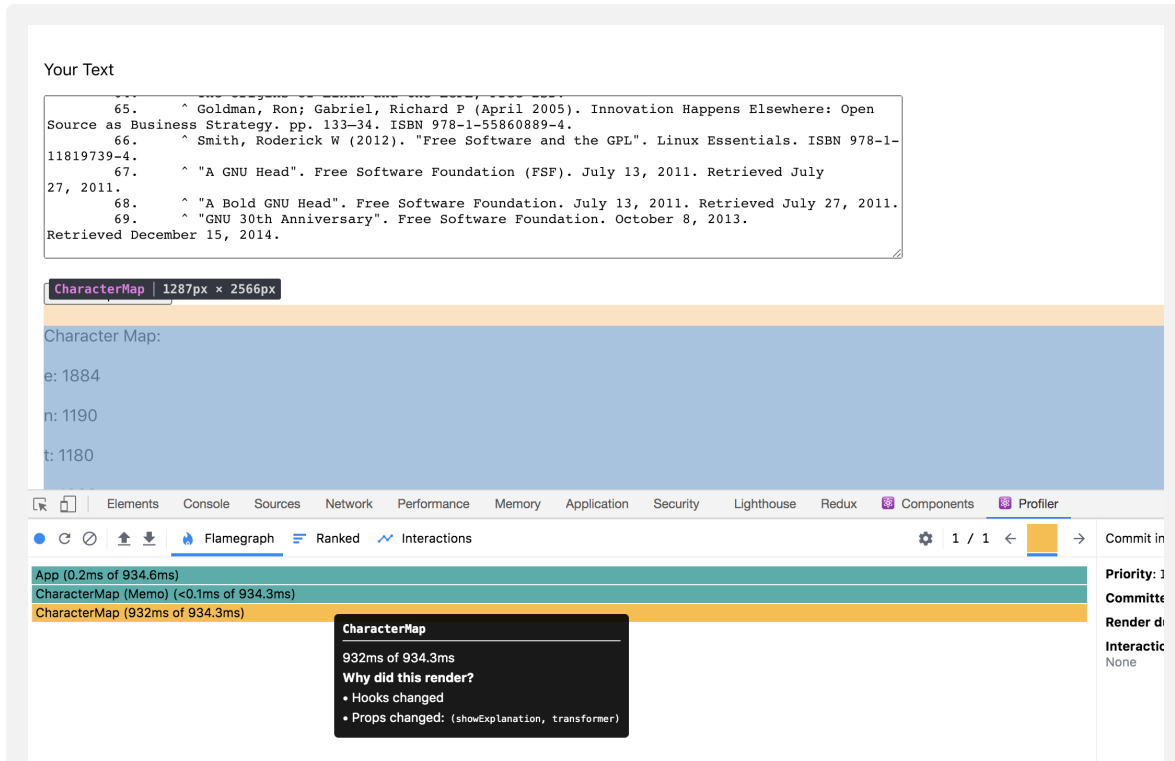 Your Text
65. ^ Goldman, Ron; Gabriel, Richard P (April 2005). Innovation Happens Elsewhere: Open
Source as Business Strategy. pp. 133–34. ISBN 978-1-55860889-4.
66. ^ Smith, Roderick W (2012). "Free Software and the GPL". Linux Essentials. ISBN 978-1-
11819739-4.
67. ^ "A GNU Head". Free Software Foundation (FSF). July 13, 2011. Retrieved July
27, 2011.
68. ^ "A Bold GNU Head". Free Software Foundation. July 13, 2011. Retrieved July 27, 2011.
69. ^ "GNU 30th Anniversary". Free Software Foundation. October 8, 2013.
Retrieved December 15, 2014.
CharacterMap | 1287px × 2566px
Character Map:
e: 1884
n: 1190
t: 1180
Elements Console Sources Network Performance Memory Application Security Lighthouse Redux Components Profiler
Flamegraph Ranked Interactions 1 / 1 Commit in
App (0.2ms of 934.6ms)
CharacterMap (Memo) (<0.1ms of 934.3ms)
CharacterMap (932ms of 934.3ms)
CharacterMap
932ms of 934.3ms
Why did this render?
• Hooks changed
• Props changed: (showExplanation, transformer)
Priority:
Committe
Render du
Interactio
None